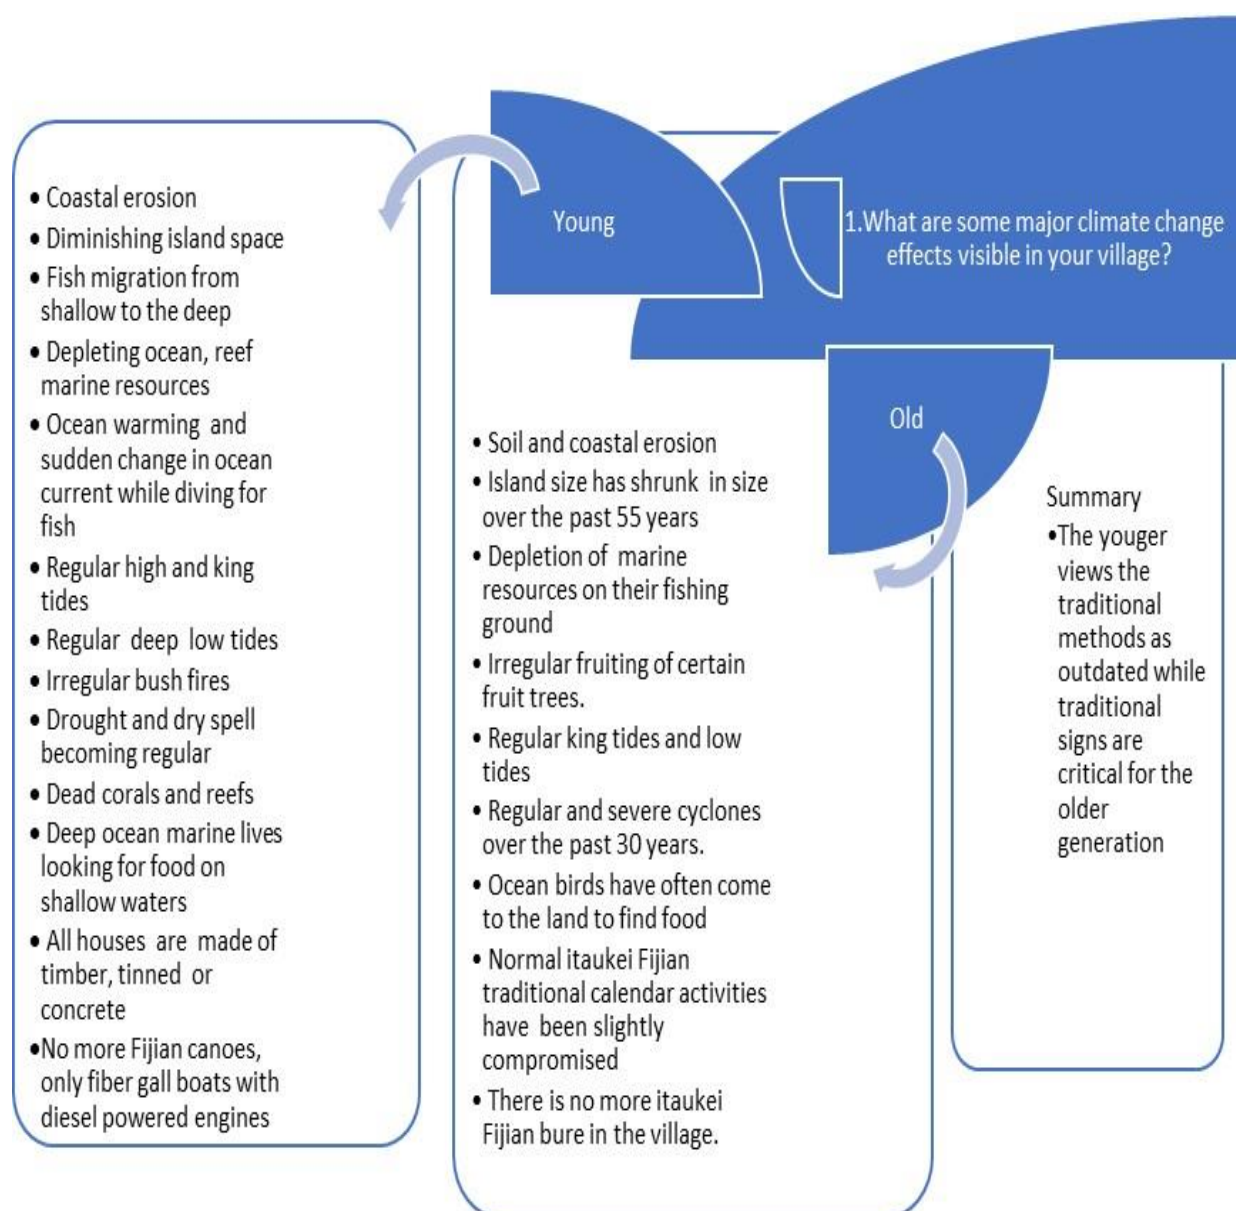 1.What are some major climate change
effects visible in your village?
Young
• Coastal erosion
• Diminishing island space
• Fish migration from
shallow to the deep
• Depleting ocean, reef
marine resources
• Ocean warming and
sudden change in ocean
current while diving for
fish
• Regular high and king
tides
• Regular deep low tides
• Irregular bush fires
• Drought and dry spell
becoming regular
• Dead corals and reefs
• Deep ocean marine lives
looking for food on
shallow waters
• All houses are made of
timber, tinned or
concrete
•No more Fijian canoes,
only fiber gall boats with
diesel powered engines
Old
• Soil and coastal erosion
• Island size has shrunk in size
over the past 55 years
• Depletion of marine
resources on their fishing
ground
• Irregular fruiting of certain
fruit trees.
• Regular king tides and low
tides
• Regular and severe cyclones
over the past 30 years.
• Ocean birds have often come
to the land to find food
• Normal itaukei Fijian
traditional calendar activities
have been slightly
compromised
• There is no more itaukei
Fijian bure in the village.
Summary
•The youger
views the
traditional
methods as
outdated while
traditional
signs are
critical for the
older
generation